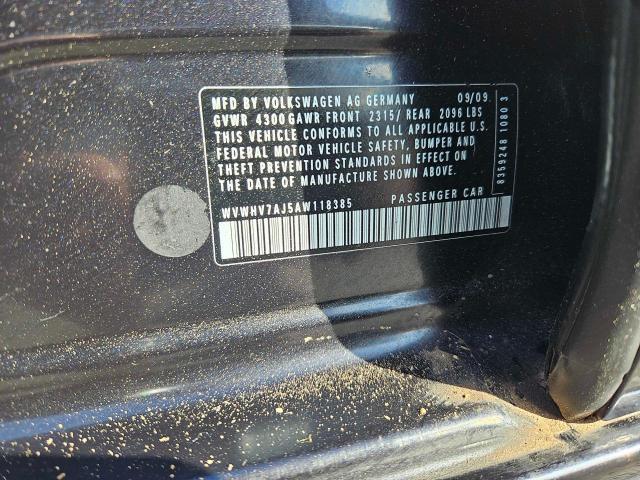 MFD BY VOLKSWAGEN AG GERMANY 09/09.
GVWR 4300 GAWR FRONT 2315/ REAR 2096 LBS
THIS VEHICLE CONFORMS TO ALL APPLICABLE U.S.
FEDERAL MOTOR VEHICLE SAFETY, BUMPER AND
THEFT PREVENTION STANDARDS IN EFFECT ON
THE DATE OF MANUFACTURE SHOWN ABOVE.
WVWHV7AJ5AW118385 PASSENGER CAR
8359248 1080 3